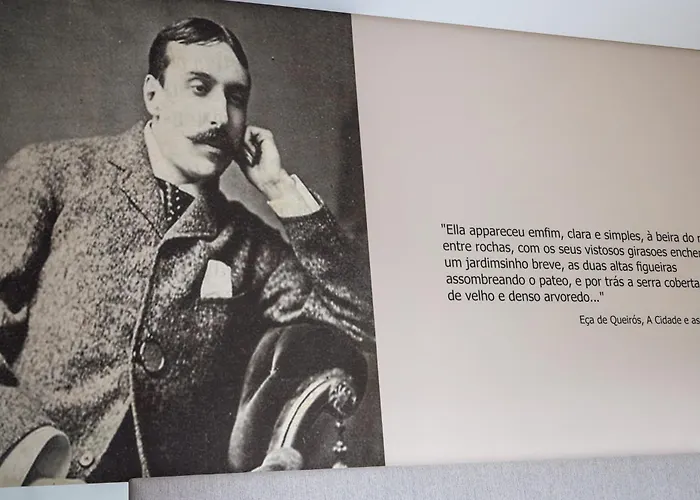 "Ella appareceu emfim, clara e simples, à beira do
entre rochas, com os seus vistosos girasoes
um jardimsinho breve, as duas altas figueiras
assombreando o pateo, e por trás a serra coberta
de velho e denso arvoredo..."
Eça de Queirós, A Cidade e as